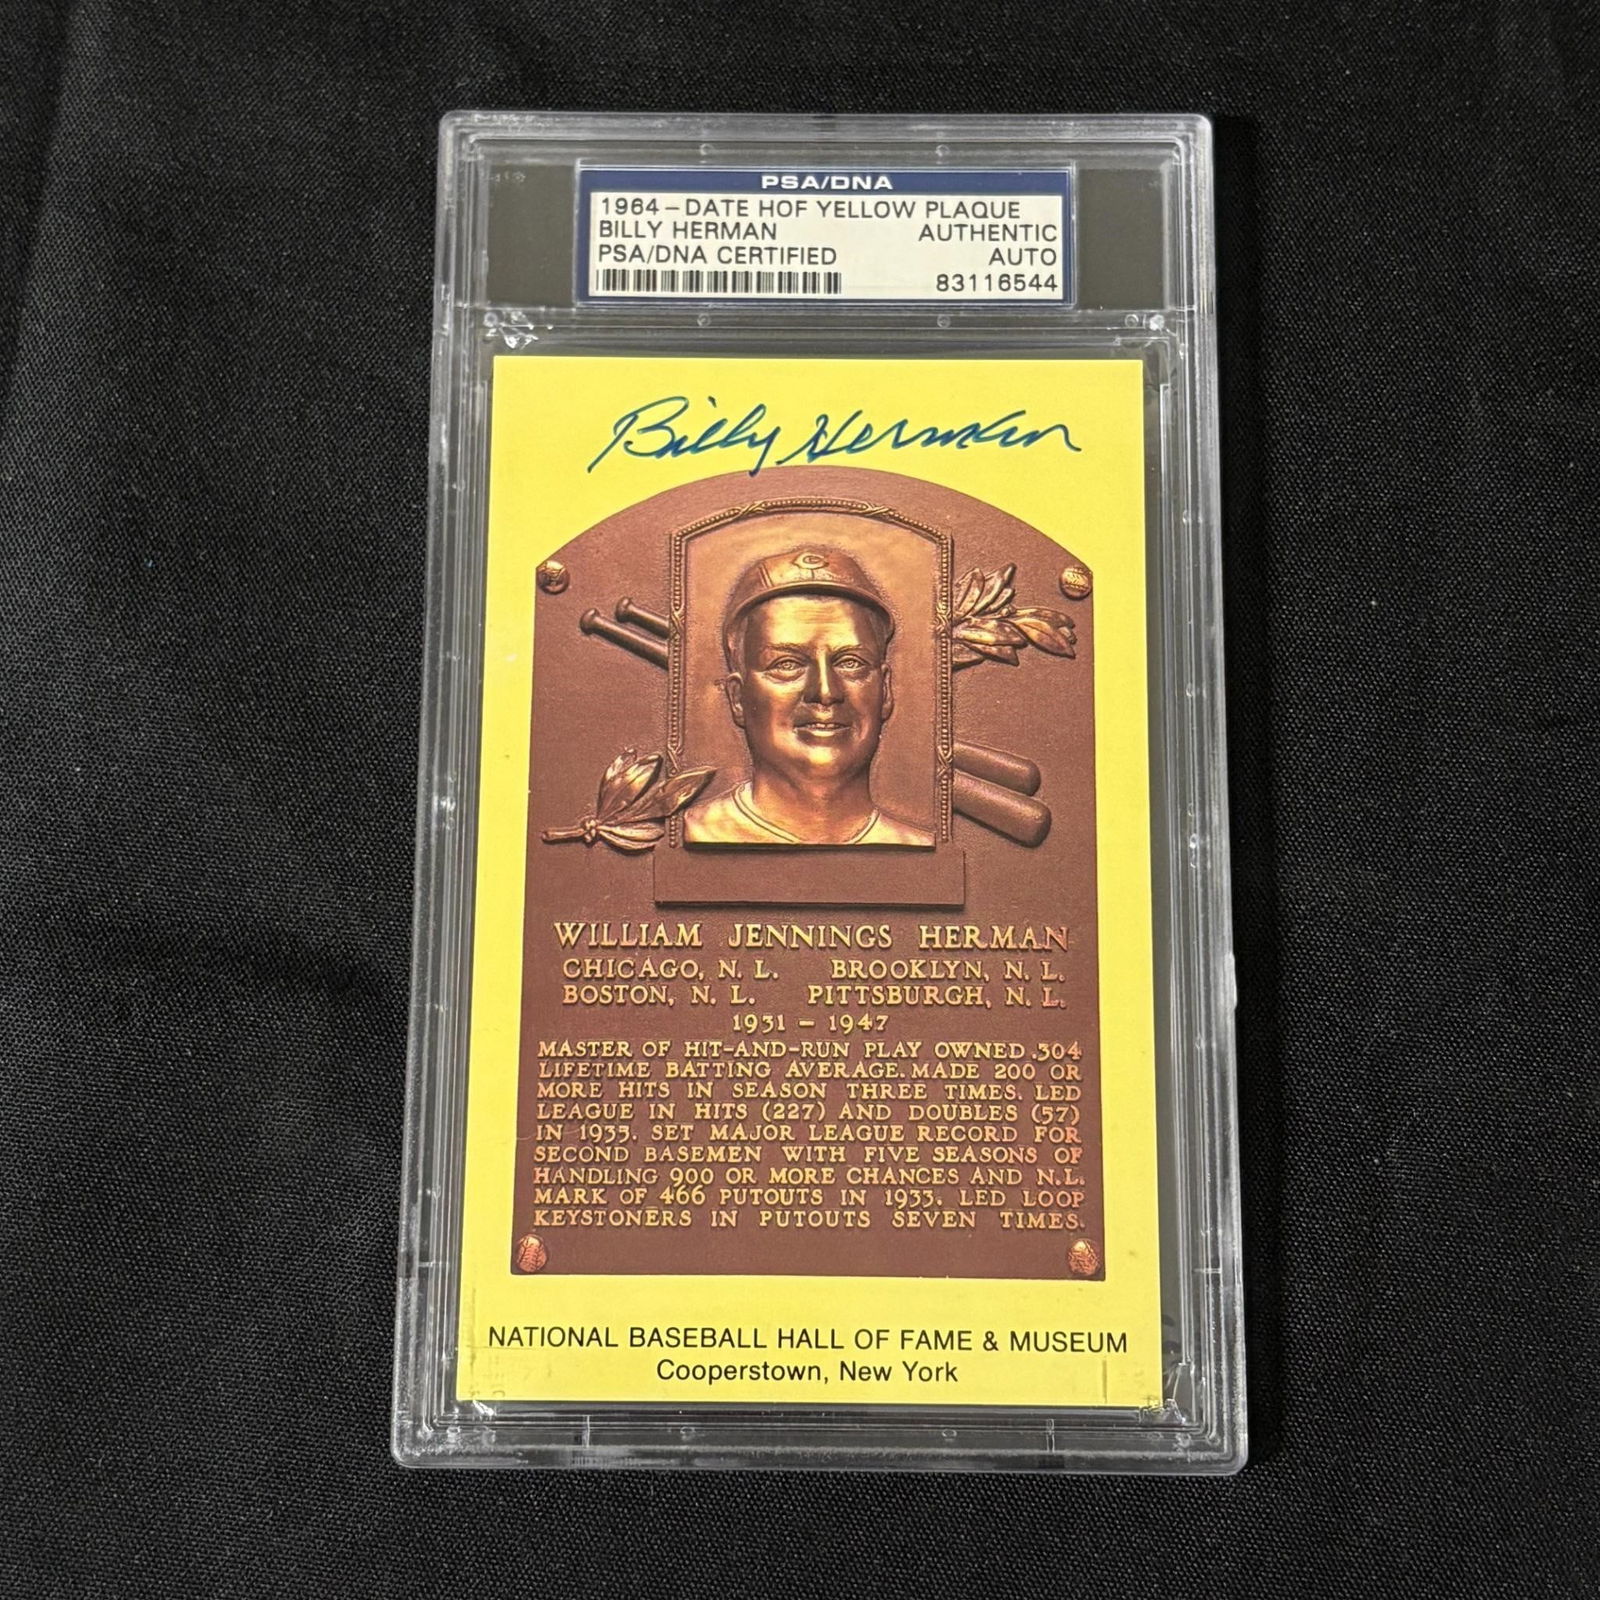 PSA/DNA
1964-DATE HOF YELLOW PLAQUE
BILLY HERMAN AUTHENTIC
PSA/DNA CERTIFIED AUTO
83116544
Billy Herman
C
WILLIAM JENNINGS HERMAN
CHICAGO, N. L. BROOKLYN, N. L.
BOSTON, N. L. PITTSBURGH, N. L.
1931 - 1947
MASTER OF HIT-AND-RUN PLAY OWNED .304
LIFETIME BATTING AVERAGE. MADE 200 OR
MORE HITS IN SEASON THREE TIMES. LED
LEAGUE IN HITS (227) AND DOUBLES (57)
IN 1935. SET MAJOR LEAGUE RECORD FOR
SECOND BASEMEN WITH FIVE SEASONS OF
HANDLING 900 OR MORE CHANCES AND N.L.
MARK OF 466 PUTOUTS IN 1933. LED LOOP
KEYSTONERS IN PUTOUTS SEVEN TIMES.
NATIONAL BASEBALL HALL OF FAME & MUSEUM
Cooperstown, New York